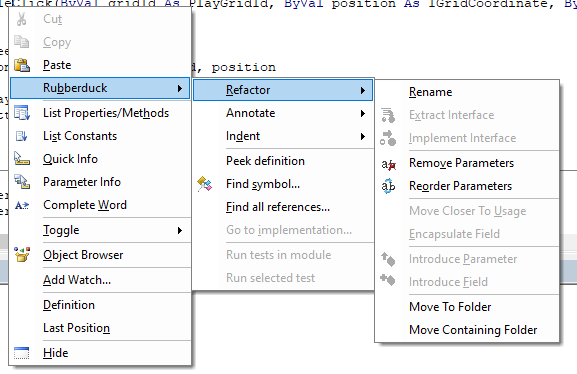 leClick(ByVal gridId As PlayGridId, ByVal position As IGridCoordinate, By
Cut
Copy
Paste
d, position
Rubberduck
List Properties/Methods
List Constants
Quick Info
Parameter Info
Complete Word
Toggle
Object Browser
Add Watch...
Definition
Last Position
Hide
Refactor
Annotate
Indent
Peek definition
Find symbol...
Find all references...
Go to implementation...
Run tests in module
Run selected test
Rename
Extract Interface
Implement Interface
Remove Parameters
Reorder Parameters
Move Closer To Usage
Encapsulate Field
Introduce Parameter
Introduce Field
Move To Folder
Move Containing Folder